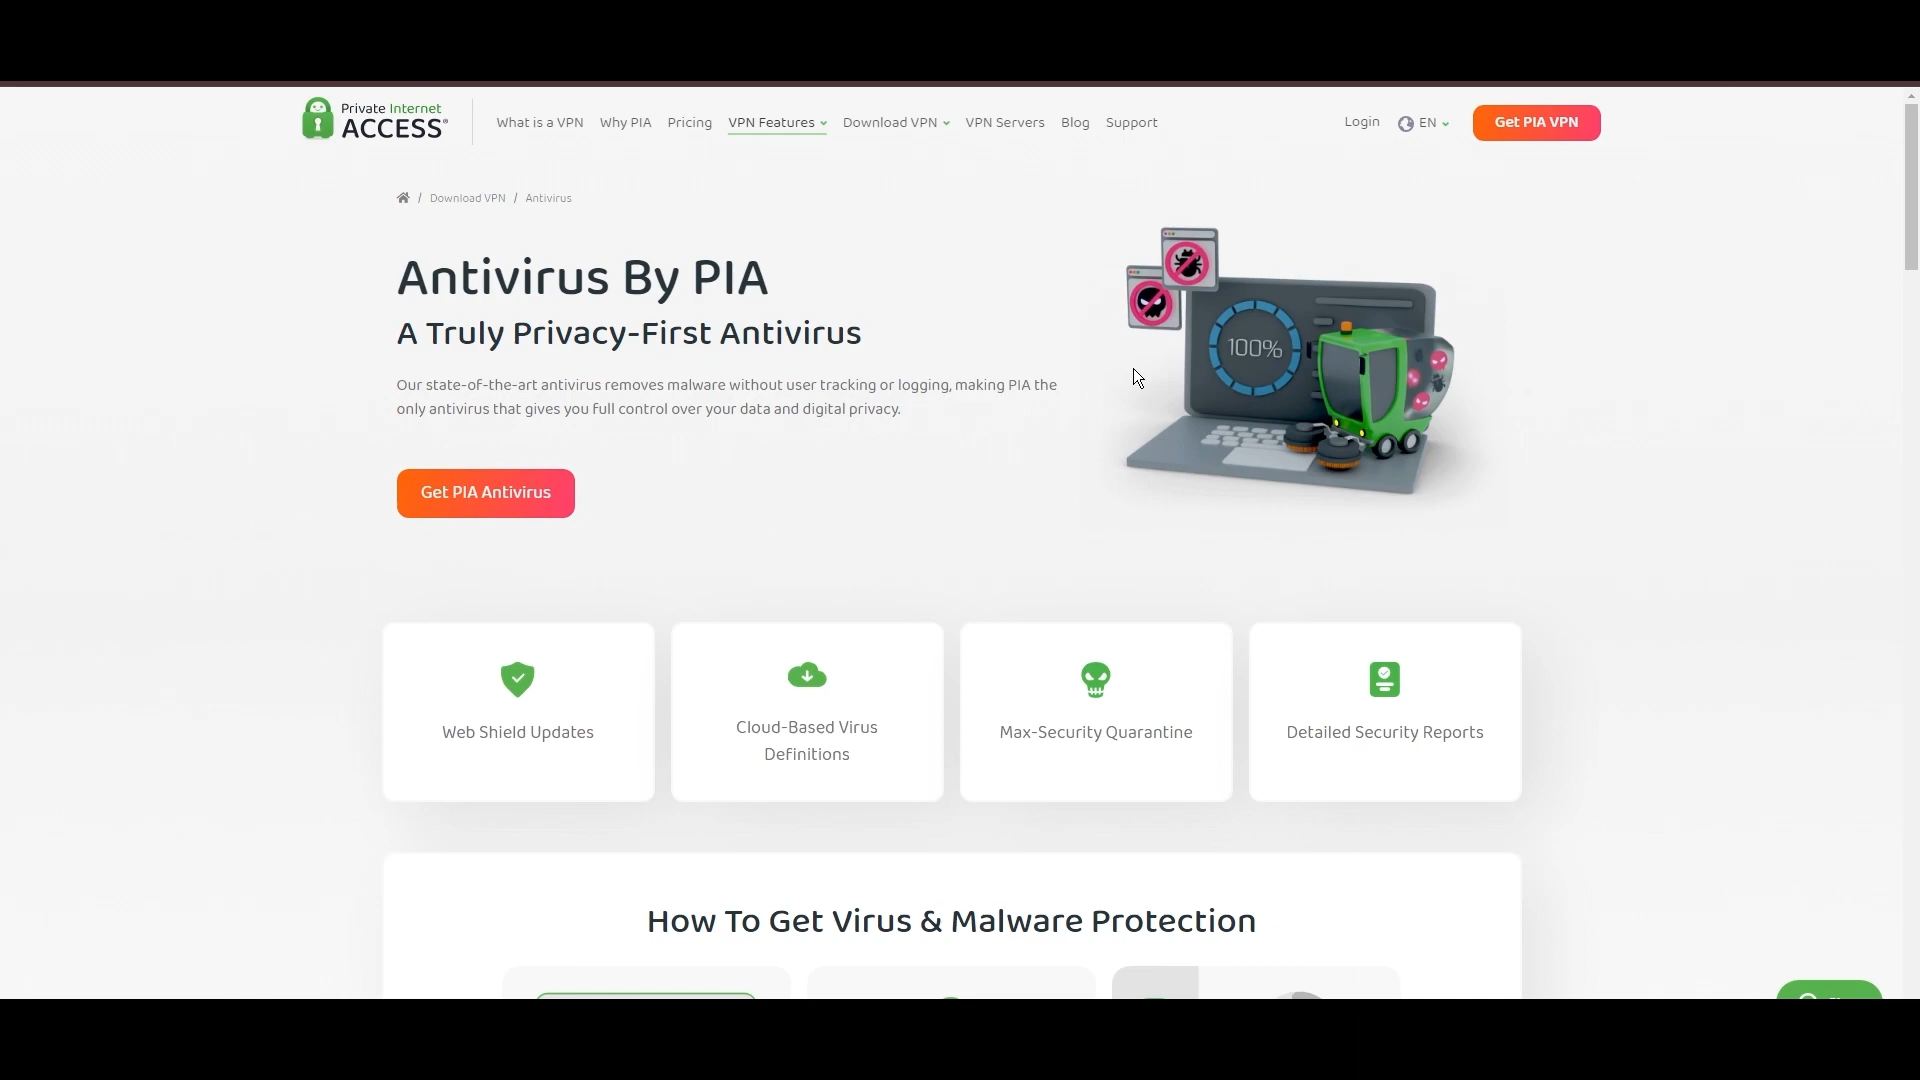 Private Internet
ACCESS®
What is a VPN
Why PIA
Pricing
VPN Features
Download VPN
VPN Servers
Blog
Support
Login
EN
Get PIA VPN
/ Download VPN / Antivirus
Antivirus By PIA
A Truly Privacy-First Antivirus
Our state-of-the-art antivirus removes malware without user tracking or logging, making PIA the
only antivirus that gives you full control over your data and digital privacy.
Get PIA Antivirus
100%
Web Shield Updates
Cloud-Based Virus
Definitions
Max-Security Quarantine
Detailed Security Reports
How To Get Virus & Malware Protection